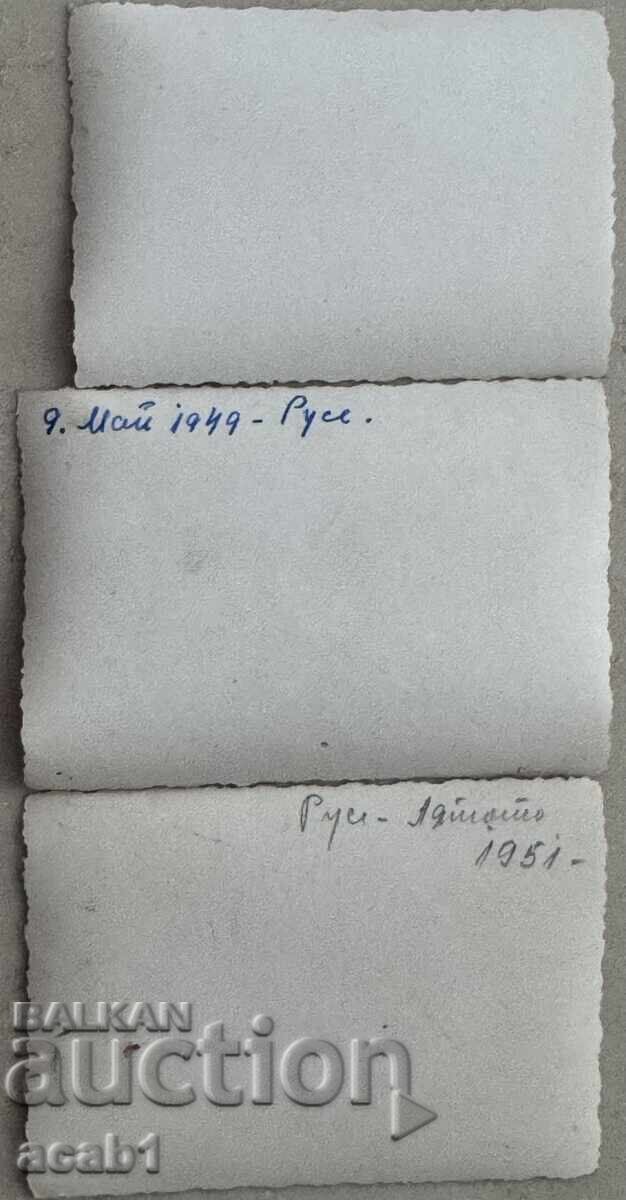 9. Май 1949 - Русе.
Русе - Лятото
1951 -
BALKAN
auction
acab1